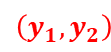 (y₁, y₂)